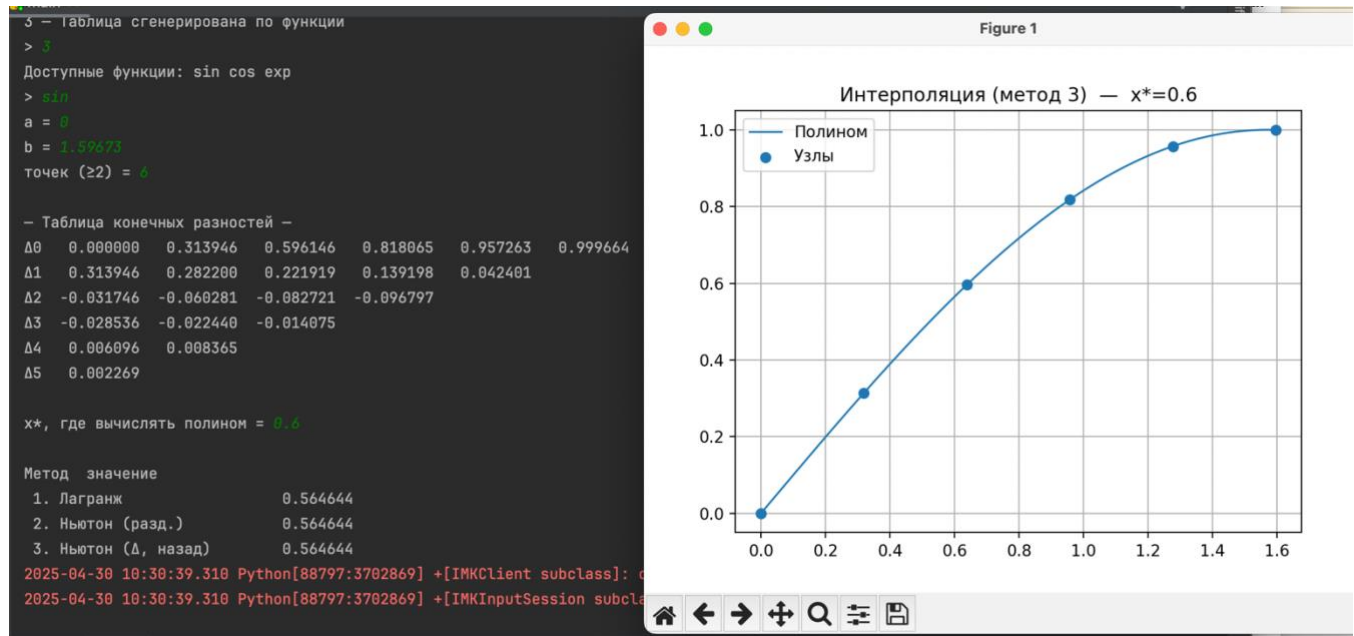 3 — Таблица сгенерирована по функции
> 3
Доступные функции: sin cos exp
> sin
a = 0
b = 1.59673
точек (≥2) = 6
— Таблица конечных разностей —
Δ0 0.000000 0.313946 0.596146 0.818065 0.957263 0.999664
Δ1 0.313946 0.282200 0.221919 0.139198 0.042401
Δ2 -0.031746 -0.060281 -0.082721 -0.096797
Δ3 -0.028536 -0.022440 -0.014075
Δ4 0.006096 0.008365
Δ5 0.002269
x*, где вычислять полином = 0.6
Метод значение
1. Лагранж 0.564644
2. Ньютон (разд.) 0.564644
3. Ньютон (Δ, назад) 0.564644
2025-04-30 10:30:39.310 Python[88797:3702869] +[IMKClient subclass]:
2025-04-30 10:30:39.310 Python[88797:3702869] +[IMKInputSession subcla
Figure 1
Интерполяция (метод 3) — x*=0.6
Полином
Узлы
1.0
0.8
0.6
0.4
0.2
0.0
0.0 0.2 0.4 0.6 0.8 1.0 1.2 1.4 1.6